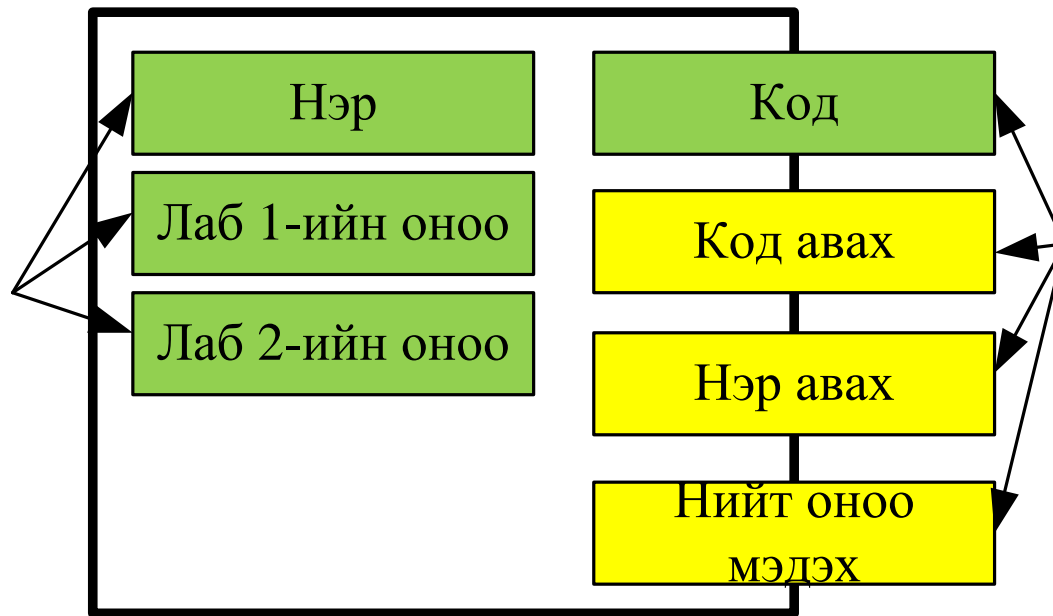 Нэр
Лаб 1-ийн оноо
Лаб 2-ийн оноо
Код
Код авах
Нэр авах
Нийт оноо
мэдэх